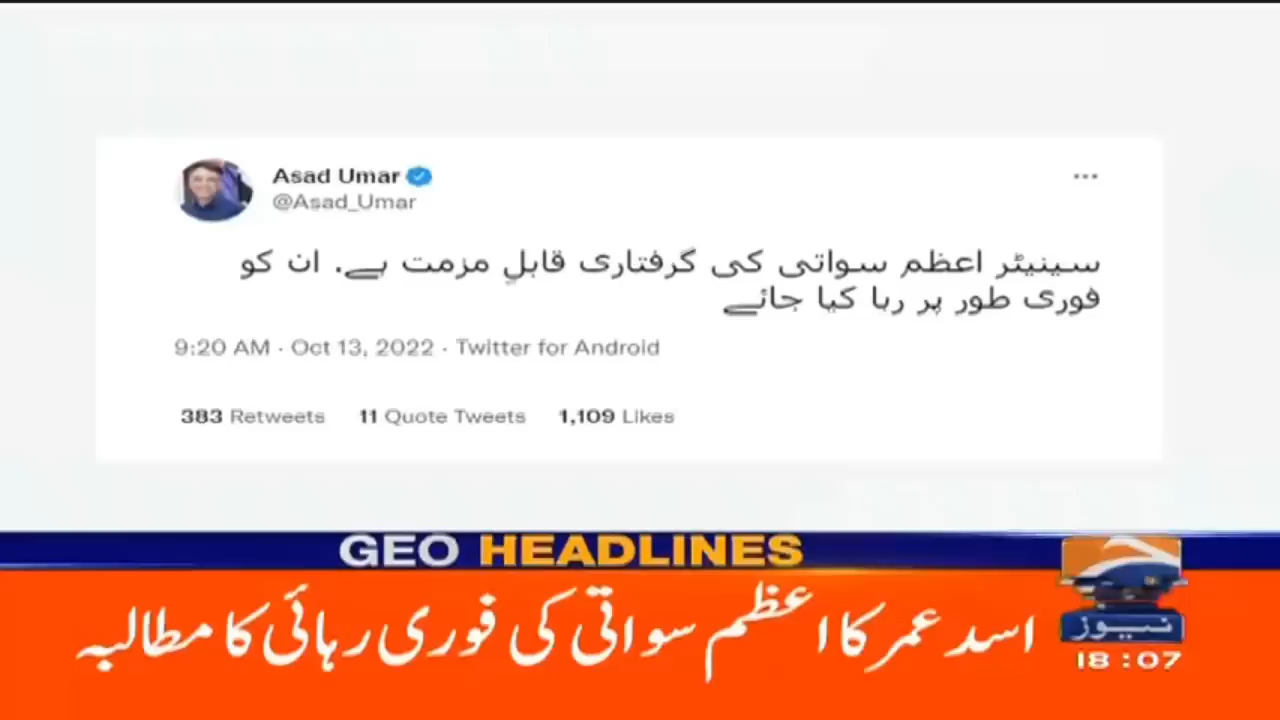 Asad Umar
@Asad_Umar
سینیٹر اعظم سواتی کی گرفتاری قابلِ مزمت ہے. ان کو
فوری طور پر رہا کیا جائے
9:20 AM · Oct 13, 2022 · Twitter for Android
383 Retweets 11 Quote Tweets 1,109 Likes
GEO HEADLINES
اسد عمر کا اعظم سواتی کی فوری رہائی کا مطالبہ
نیوز
18:07